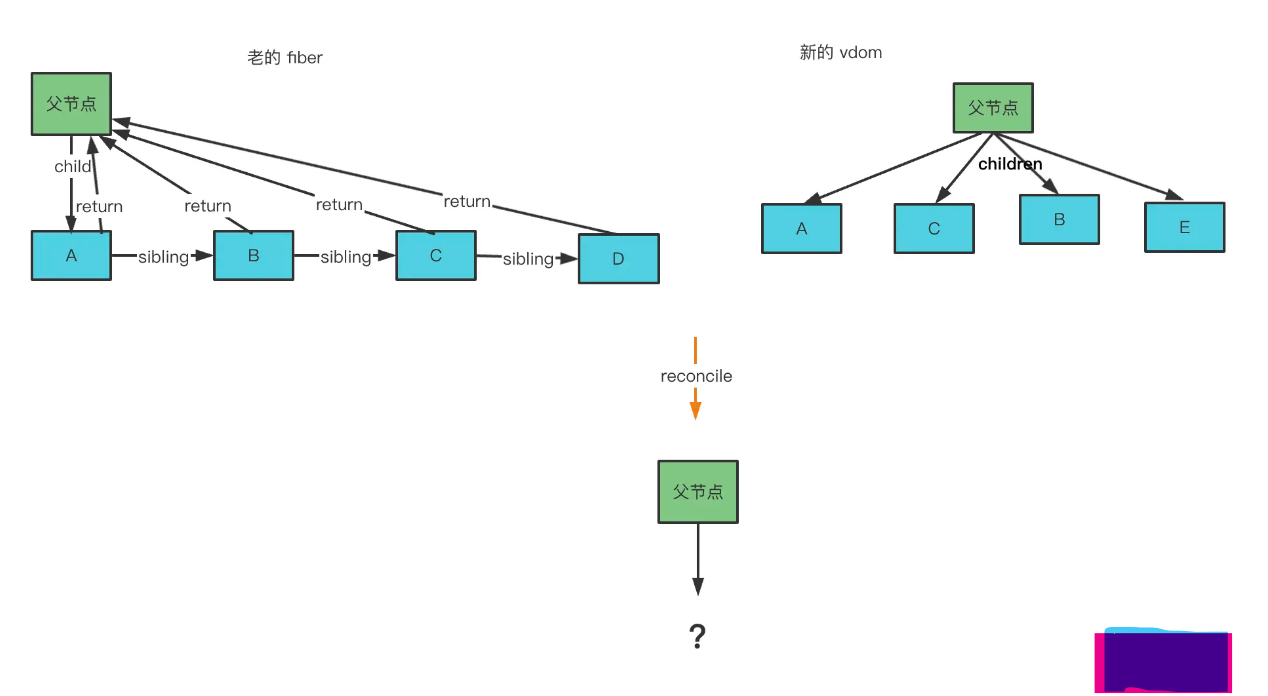 老的 fiber
新的 vdom
父节点
父节点
child
children
return
return
return
return
A
sibling
B
sibling
C
sibling
D
A
C
B
E
reconcile
父节点
?